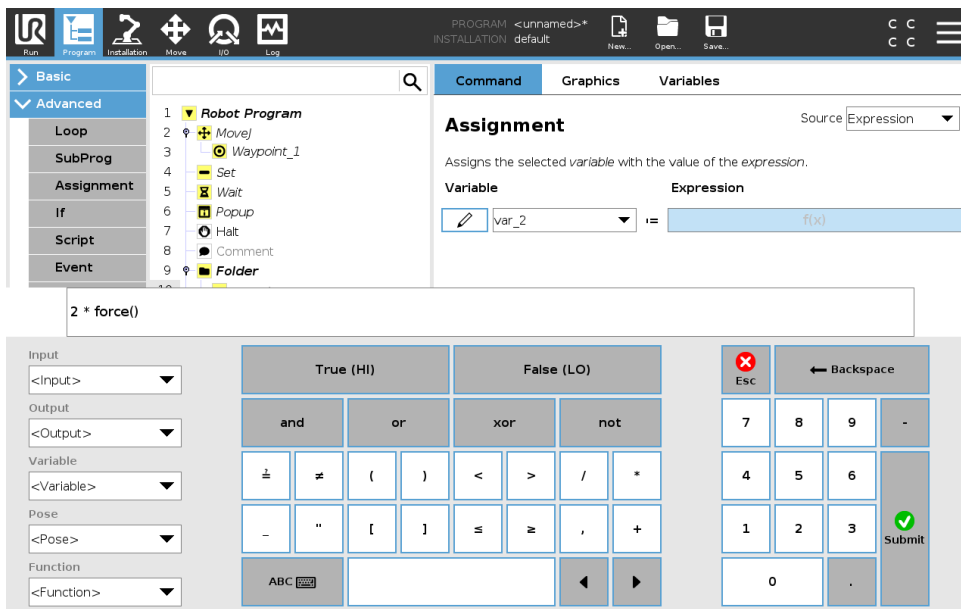 PROGRAM <unnamed>*
INSTALLATION default
Run Program Installation Move I/O Log New... Open... Save...
C C
C C
Basic
Advanced
Loop
SubProg
Assignment
If
Script
Event
1 Robot Program
2 MoveJ
3 Waypoint_1
4 Set
5 Wait
6 Popup
7 Halt
8 Comment
9 Folder
Command Graphics Variables
Assignment
Source Expression
Assigns the selected variable with the value of the expression.
Variable Expression
var_2 := f(x)
2 * force()
Input
<Input>
Output
<Output>
Variable
<Variable>
Pose
<Pose>
Function
<Function>
True (HI) False (LO)
and or xor not
≟ ≠ ( ) < > / *
_ " [ ] ≤ ≥ , +
ABC
Esc Backspace
7 8 9 -
4 5 6
1 2 3 Submit
0 .